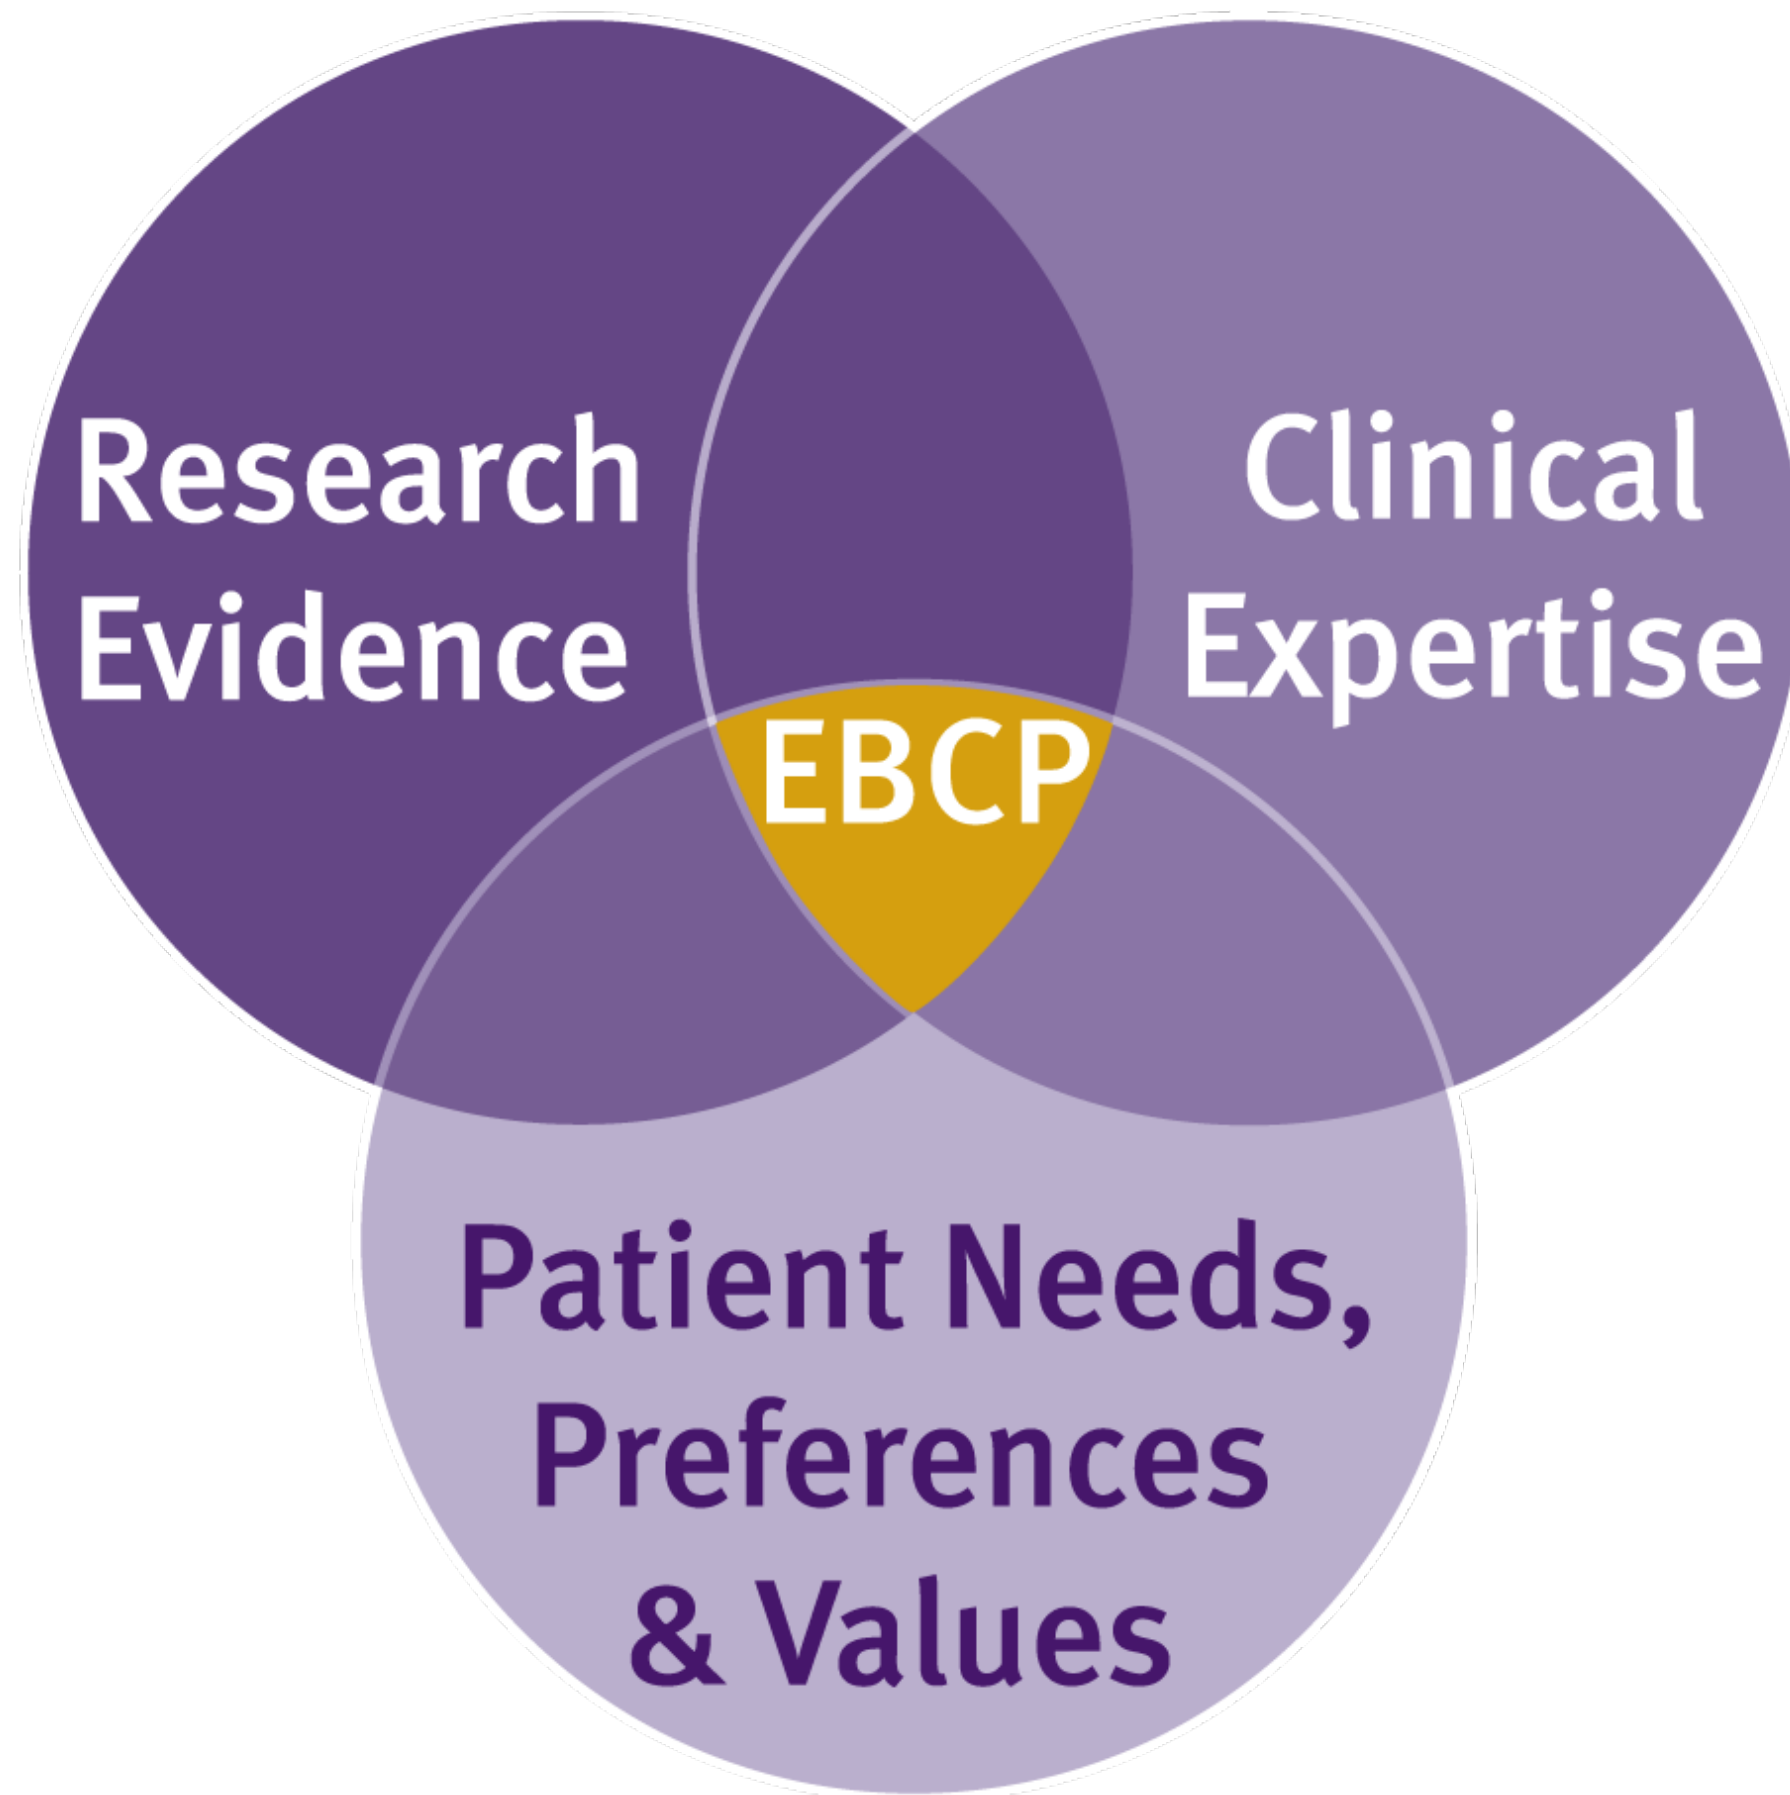 Research
Evidence
Clinical
Expertise
EBCP
Patient Needs,
Preferences
& Values